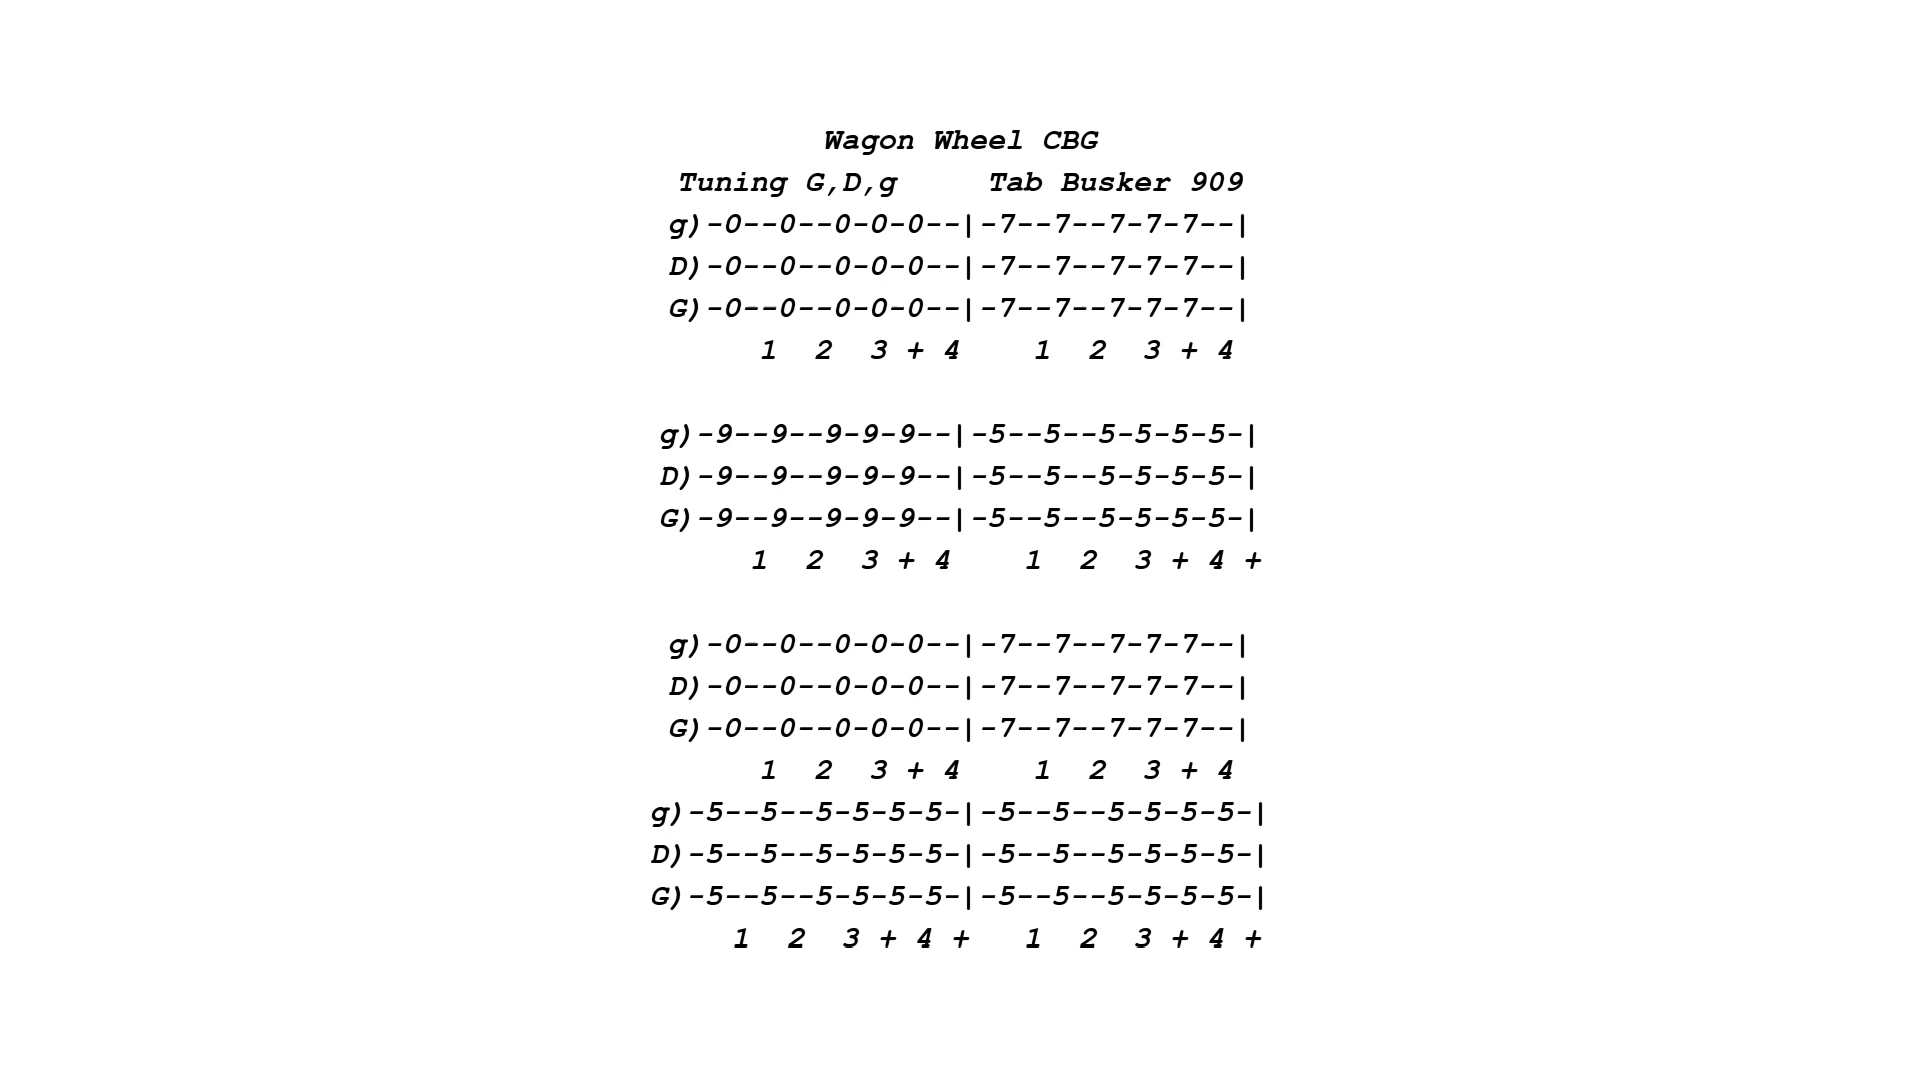 Wagon Wheel CBG
Tuning G,D,g     Tab Busker 909
g)-0--0--0-0-0--|-7--7--7-7-7--|
D)-0--0--0-0-0--|-7--7--7-7-7--|
G)-0--0--0-0-0--|-7--7--7-7-7--|
1  2  3 + 4    1  2  3 + 4
g)-9--9--9-9-9--|-5--5--5-5-5-5-|
D)-9--9--9-9-9--|-5--5--5-5-5-5-|
G)-9--9--9-9-9--|-5--5--5-5-5-5-|
1  2  3 + 4    1  2  3 + 4 +
g)-0--0--0-0-0--|-7--7--7-7-7--|
D)-0--0--0-0-0--|-7--7--7-7-7--|
G)-0--0--0-0-0--|-7--7--7-7-7--|
1  2  3 + 4    1  2  3 + 4
g)-5--5--5-5-5-5-|-5--5--5-5-5-5-|
D)-5--5--5-5-5-5-|-5--5--5-5-5-5-|
G)-5--5--5-5-5-5-|-5--5--5-5-5-5-|
1  2  3 + 4 +   1  2  3 + 4 +